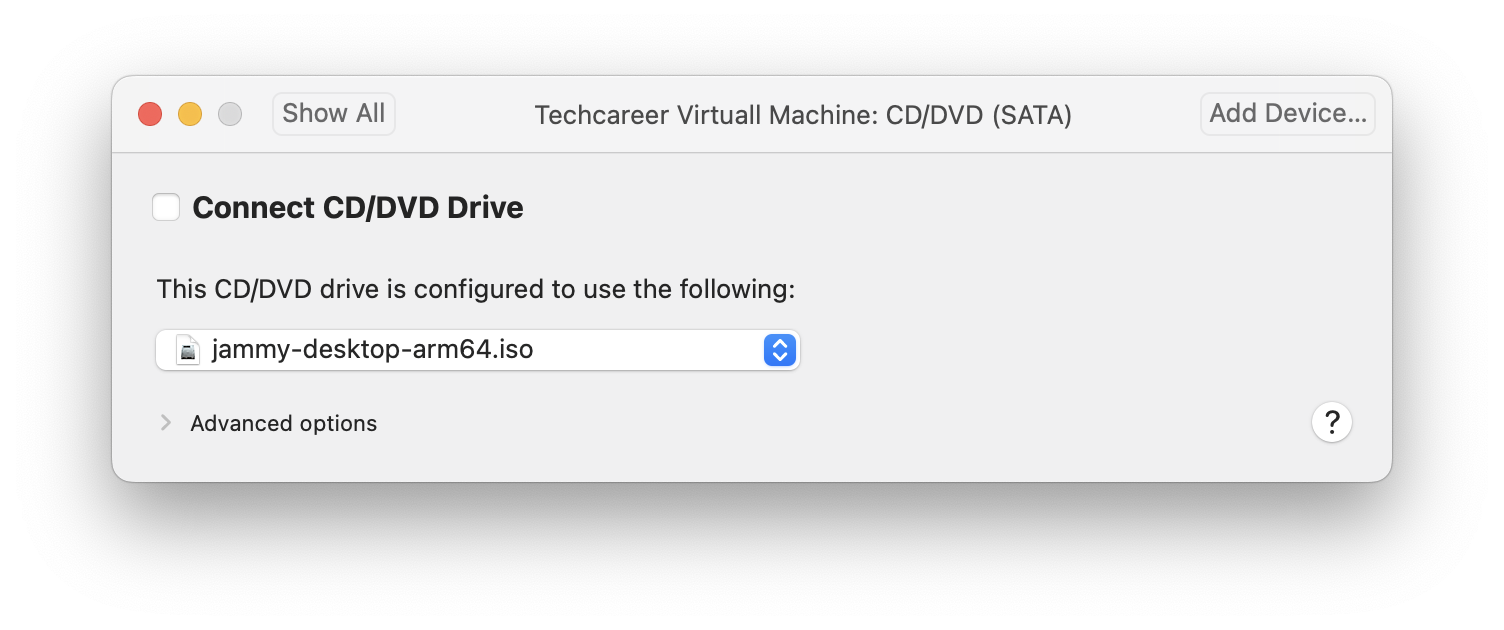 Show All
Techcareer Virtuall Machine: CD/DVD (SATA)
Add Device...
Connect CD/DVD Drive
This CD/DVD drive is configured to use the following:
jammy-desktop-arm64.iso
Advanced options
?